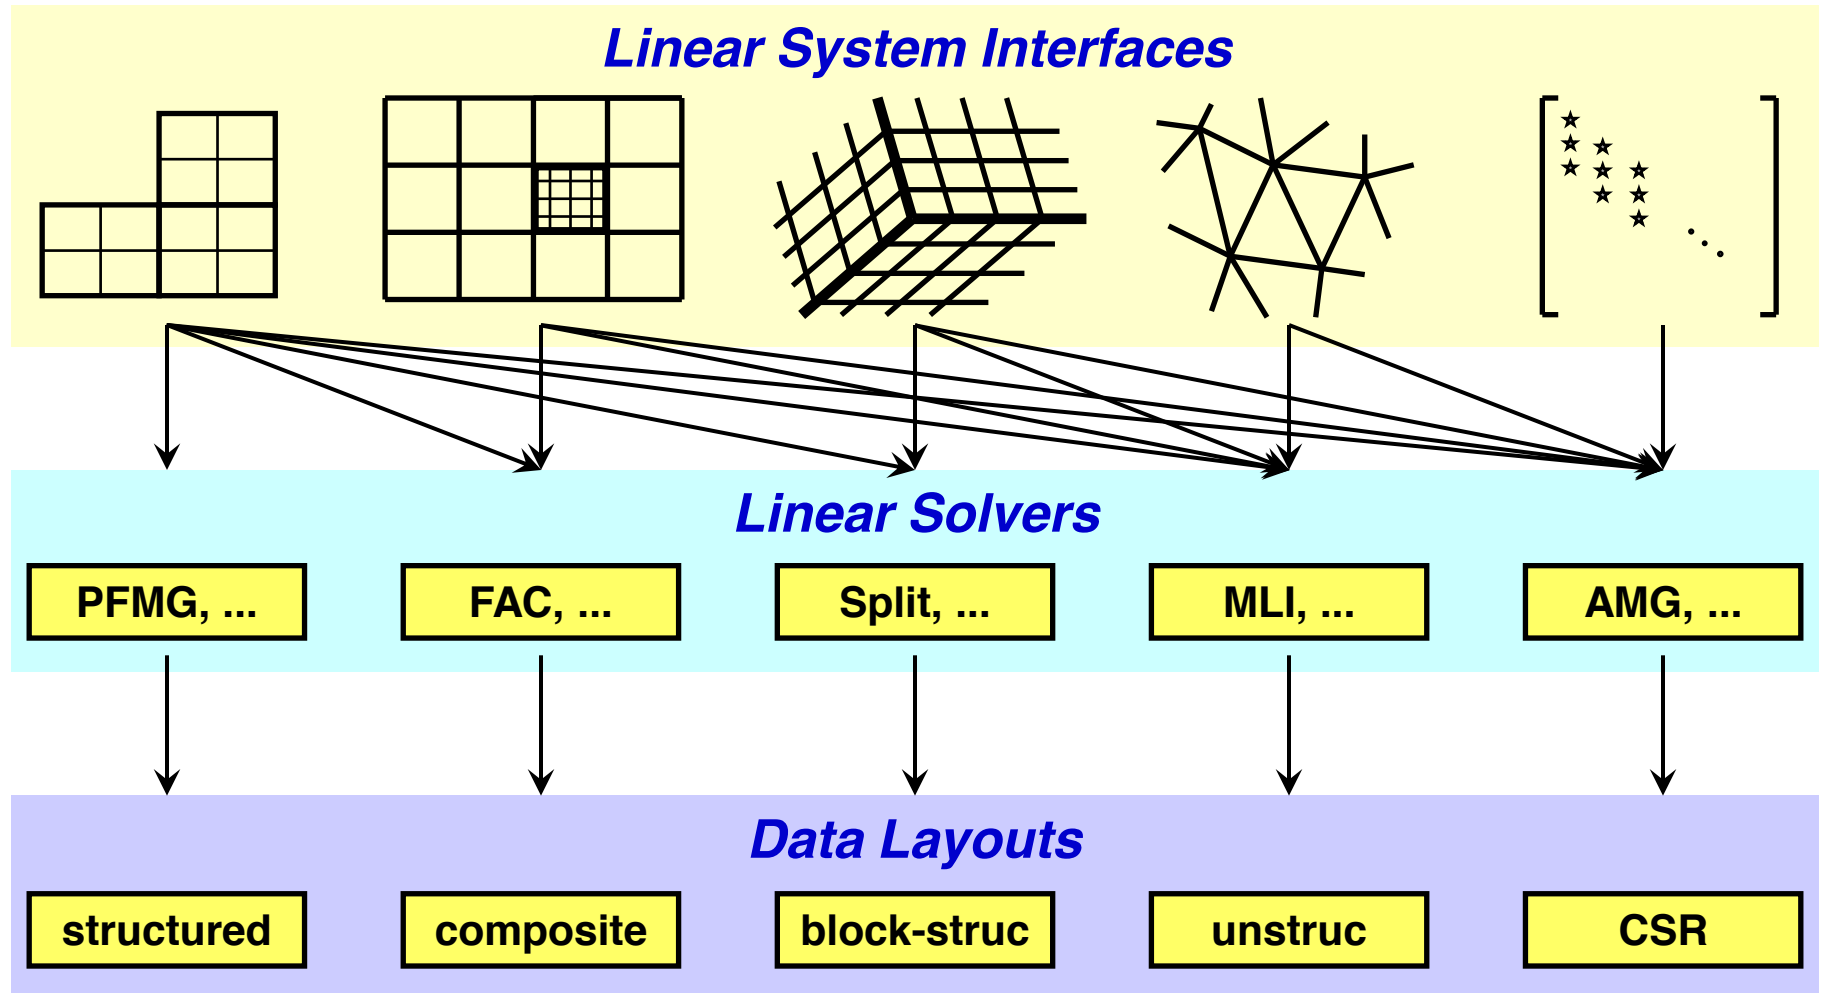 Linear System Interfaces
Linear Solvers
PFMG, ...
FAC, ...
Split, ...
MLI, ...
AMG, ...
Data Layouts
structured
composite
block-struc
unstruc
CSR